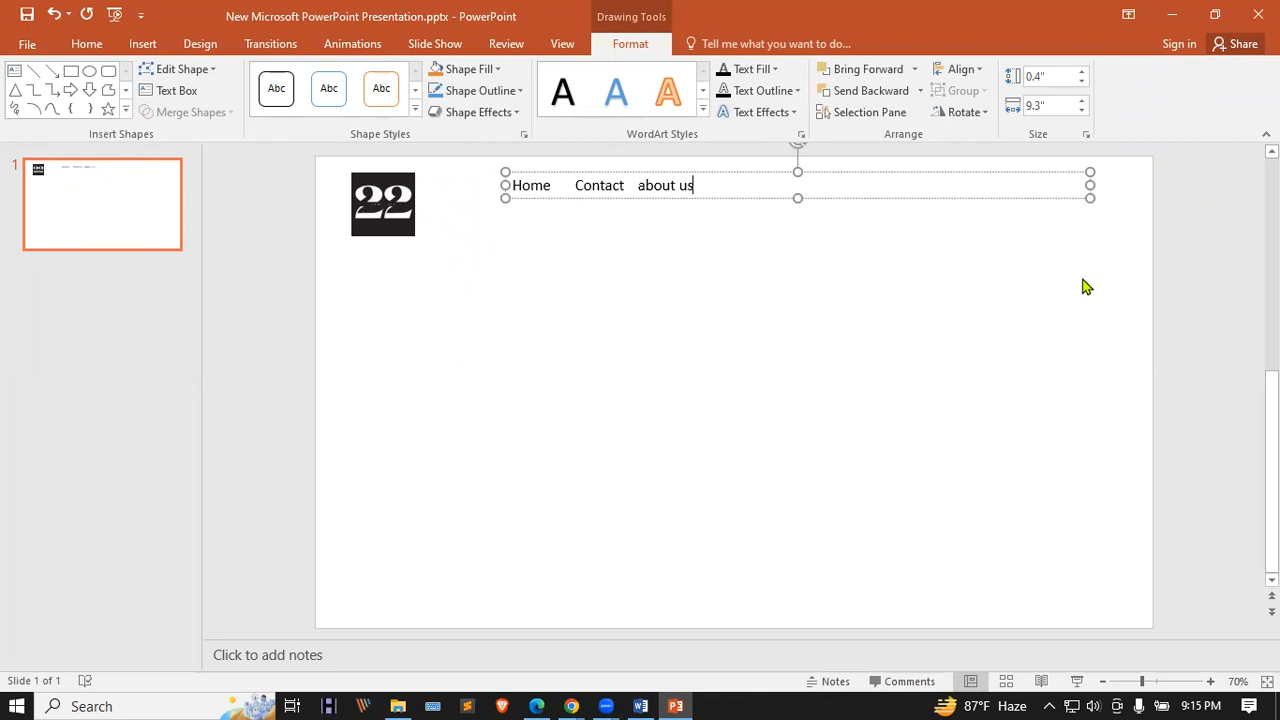 New Microsoft PowerPoint Presentation.pptx - PowerPoint
Drawing Tools
File Home Insert Design Transitions Animations Slide Show Review View Format Tell me what you want to do... Sign in Share
Edit Shape
Text Box
Merge Shapes
Insert Shapes
Abc Abc Abc
Shape Fill
Shape Outline
Shape Effects
Shape Styles
A A A
Text Fill
Text Outline
Text Effects
WordArt Styles
Bring Forward
Send Backward
Selection Pane
Align
Group
Rotate
Arrange
0.4"
9.3"
Size
1
22
Home Contact about us
Click to add notes
Slide 1 of 1
Notes Comments 70%
Search
87°F Haze 9:15 PM